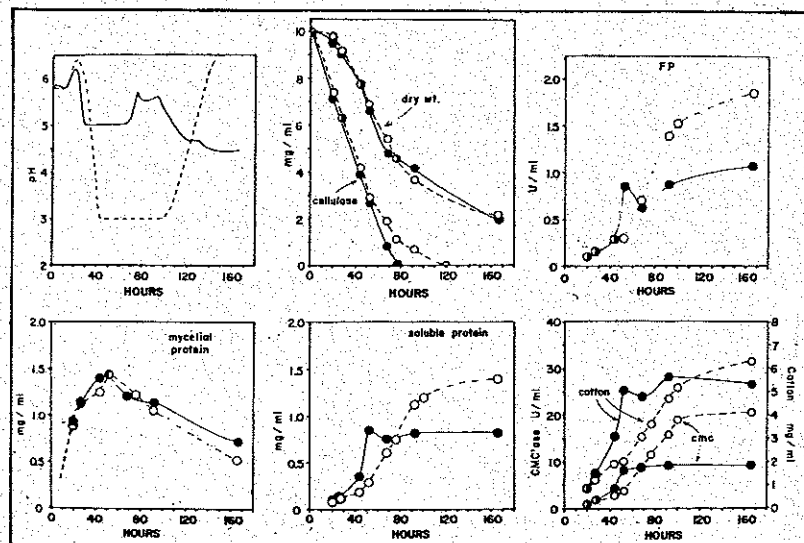 6
5
4
3
2
pH
0 40 80 120 160
HOURS
10
8
6
4
2
0
mg / ml
dry wt.
cellulose
0 40 80 120 160
HOURS
FP
2.0
1.5
1.0
0.5
0
U/ml
0 40 80 120 160
HOURS
mycelial
protein
2.0
1.5
1.0
0.5
0
mg / ml
0 40 80 120 160
HOURS
soluble protein
2.0
1.5
1.0
0.5
0
mg/ml
0 40 80 120 160
HOURS
40
30
20
10
0
CMC'ase U/ml
cotton
cmc
8
7
6
5
4
3
2
1
0
Cotton mg / ml
0 40 80 120 160
HOURS